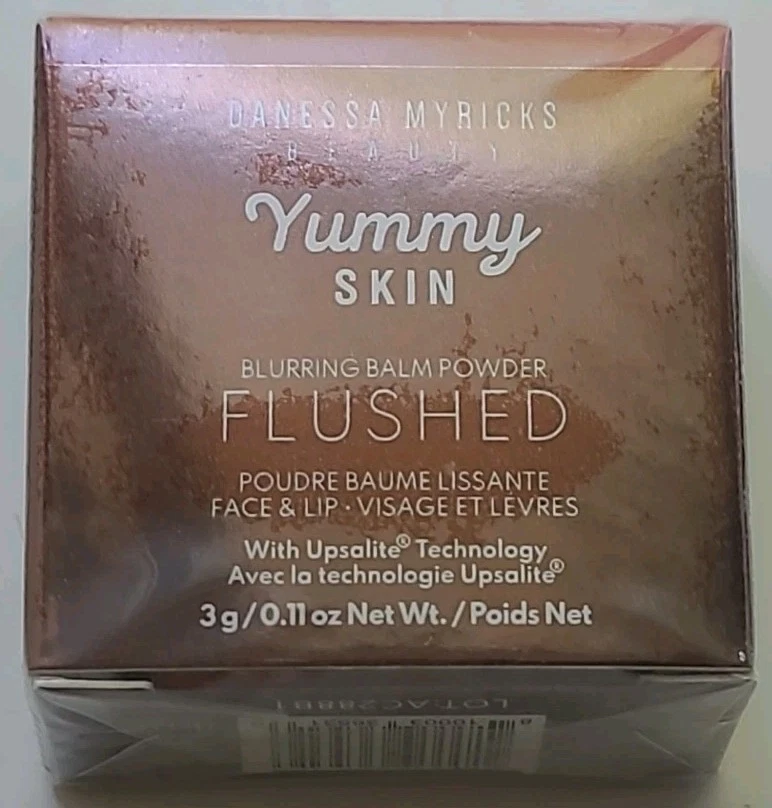 DANESSA MYRICKS
BEAUTY
Yummy
SKIN
BLURRING BALM POWDER
FLUSHED
POUDRE BAUME LISSANTE
FACE & LIP · VISAGE ET LÈVRES
With Upsalite® Technology
Avec la technologie Upsalite®
3 g/0.11 oz Net Wt. / Poids Net